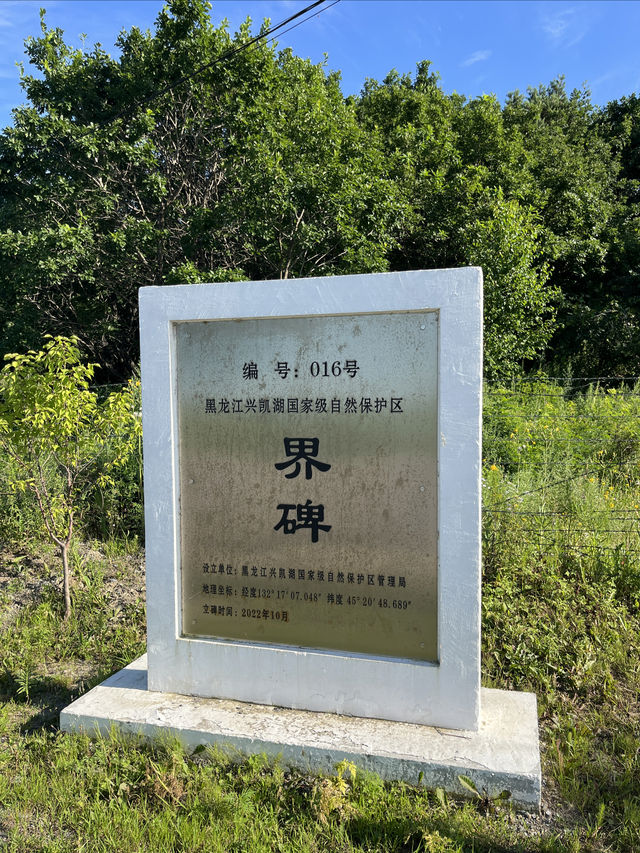 编 号：016号
黑龙江兴凯湖国家级自然保护区
界
碑
设立单位：黑龙江兴凯湖国家级自然保护区管理局
地理坐标：经度132°17′07.048″ 纬度 45°20′48.689″
立碑时间：2022年10月